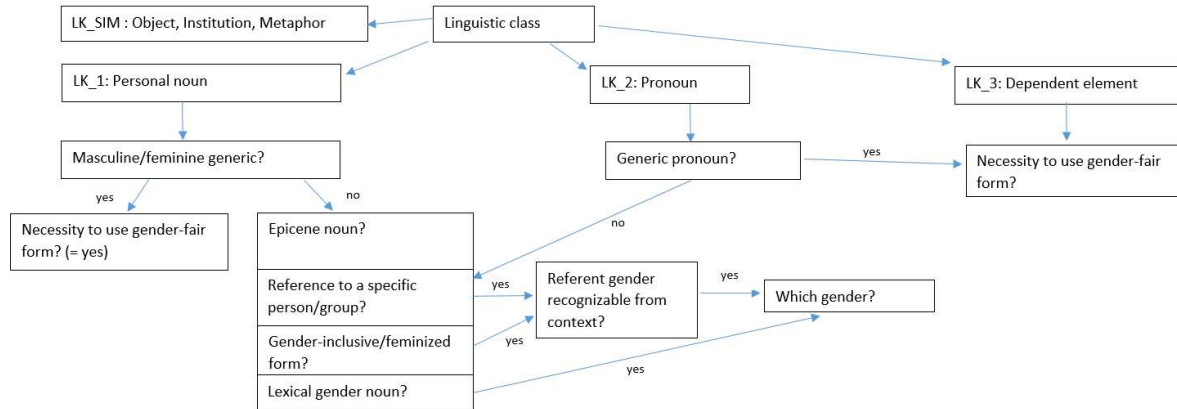 LK_SIM : Object, Institution, Metaphor
Linguistic class
LK_1: Personal noun
LK_2: Pronoun
LK_3: Dependent element
Masculine/feminine generic?
Generic pronoun?
yes
Necessity to use gender-fair
form?
yes
no
Necessity to use gender-fair
form? (= yes)
Epicene noun?
no
Reference to a specific
person/group?
yes
Referent gender
recognizable from
context?
yes
Which gender?
Gender-inclusive/feminized
form?
yes
Lexical gender noun?
yes